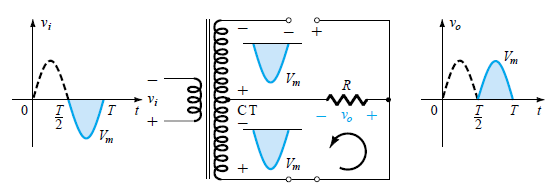 v_i
0
T/2
T
t
V_m
−
v_i
+
−
+
V_m
CT
−
+
V_m
−
+
R
− v_o +
v_o
0
T/2
T
t
V_m